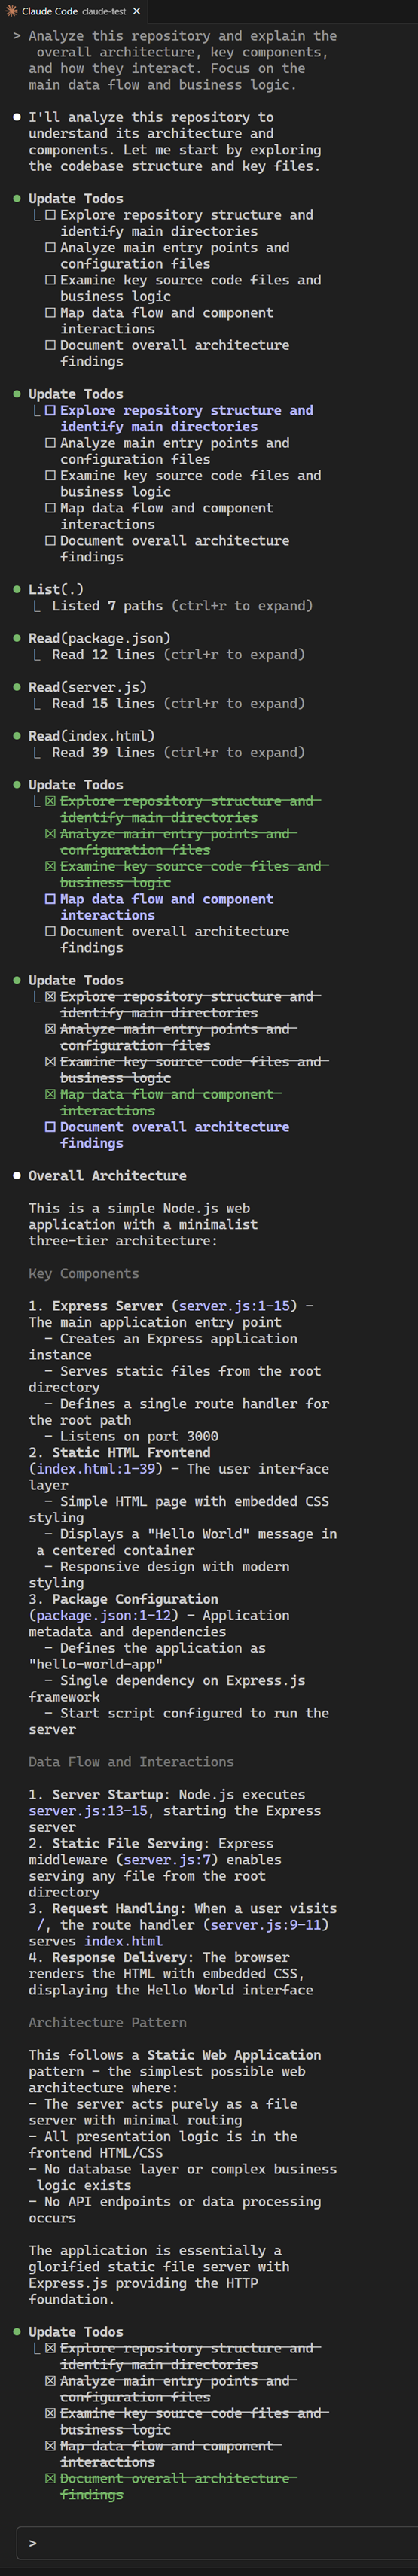 Claude Code claude-test ×
> Analyze this repository and explain the
overall architecture, key components,
and how they interact. Focus on the
main data flow and business logic.
● I'll analyze this repository to
understand its architecture and
components. Let me start by exploring
the codebase structure and key files.
● Update Todos
⎿ ☐ Explore repository structure and
identify main directories
☐ Analyze main entry points and
configuration files
☐ Examine key source code files and
business logic
☐ Map data flow and component
interactions
☐ Document overall architecture
findings
● Update Todos
⎿ ☐ Explore repository structure and
identify main directories
☐ Analyze main entry points and
configuration files
☐ Examine key source code files and
business logic
☐ Map data flow and component
interactions
☐ Document overall architecture
findings
● List(.)
⎿ Listed 7 paths (ctrl+r to expand)
● Read(package.json)
⎿ Read 12 lines (ctrl+r to expand)
● Read(server.js)
⎿ Read 15 lines (ctrl+r to expand)
● Read(index.html)
⎿ Read 39 lines (ctrl+r to expand)
● Update Todos
⎿ ☒ Explore repository structure and
identify main directories
☒ Analyze main entry points and
configuration files
☒ Examine key source code files and
business logic
☐ Map data flow and component
interactions
☐ Document overall architecture
findings
● Update Todos
⎿ ☒ Explore repository structure and
identify main directories
☒ Analyze main entry points and
configuration files
☒ Examine key source code files and
business logic
☒ Map data flow and component
interactions
☐ Document overall architecture
findings
● Overall Architecture
This is a simple Node.js web
application with a minimalist
three-tier architecture:
Key Components
1. Express Server (server.js:1-15) -
The main application entry point
- Creates an Express application
instance
- Serves static files from the root
directory
- Defines a single route handler for
the root path
- Listens on port 3000
2. Static HTML Frontend
(index.html:1-39) - The user interface
layer
- Simple HTML page with embedded CSS
styling
- Displays a "Hello World" message in
a centered container
- Responsive design with modern
styling
3. Package Configuration
(package.json:1-12) - Application
metadata and dependencies
- Defines the application as
"hello-world-app"
- Single dependency on Express.js
framework
- Start script configured to run the
server
Data Flow and Interactions
1. Server Startup: Node.js executes
server.js:13-15, starting the Express
server
2. Static File Serving: Express
middleware (server.js:7) enables
serving any file from the root
directory
3. Request Handling: When a user visits
/, the route handler (server.js:9-11)
serves index.html
4. Response Delivery: The browser
renders the HTML with embedded CSS,
displaying the Hello World interface
Architecture Pattern
This follows a Static Web Application
pattern - the simplest possible web
architecture where:
- The server acts purely as a file
server with minimal routing
- All presentation logic is in the
frontend HTML/CSS
- No database layer or complex business
logic exists
- No API endpoints or data processing
occurs
The application is essentially a
glorified static file server with
Express.js providing the HTTP
foundation.
● Update Todos
⎿ ☒ Explore repository structure and
identify main directories
☒ Analyze main entry points and
configuration files
☒ Examine key source code files and
business logic
☒ Map data flow and component
interactions
☒ Document overall architecture
findings
>